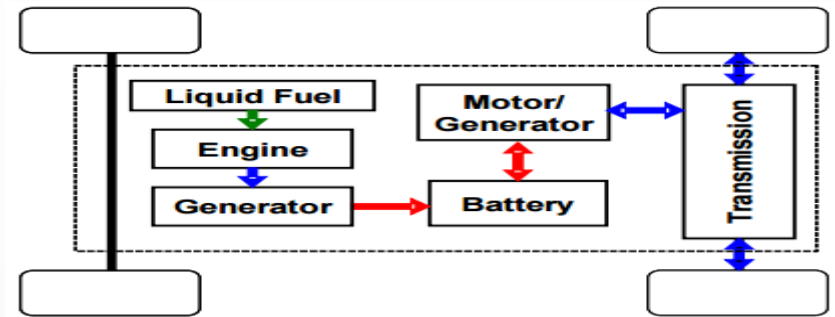 Liquid Fuel
Engine
Generator
Motor/
Generator
Battery
Transmission